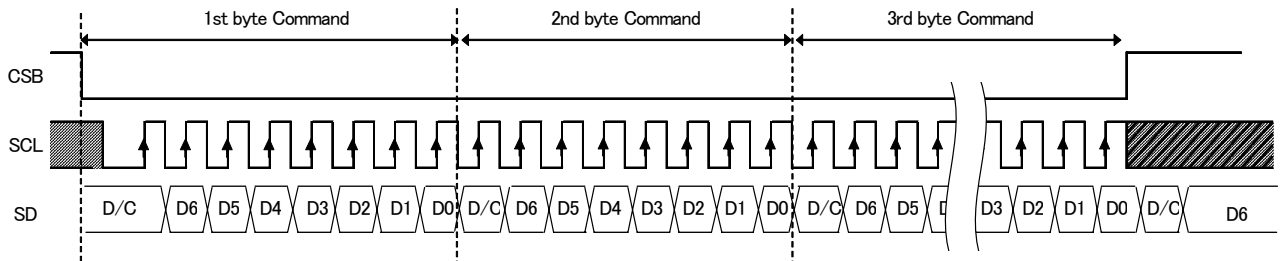 1st byte Command 2nd byte Command 3rd byte Command
CSB
SCL
SD D/C D6 D5 D4 D3 D2 D1 D0 D/C D6 D5 D4 D3 D2 D1 D0 D/C D6 D5 D3 D2 D1 D0 D/C D6